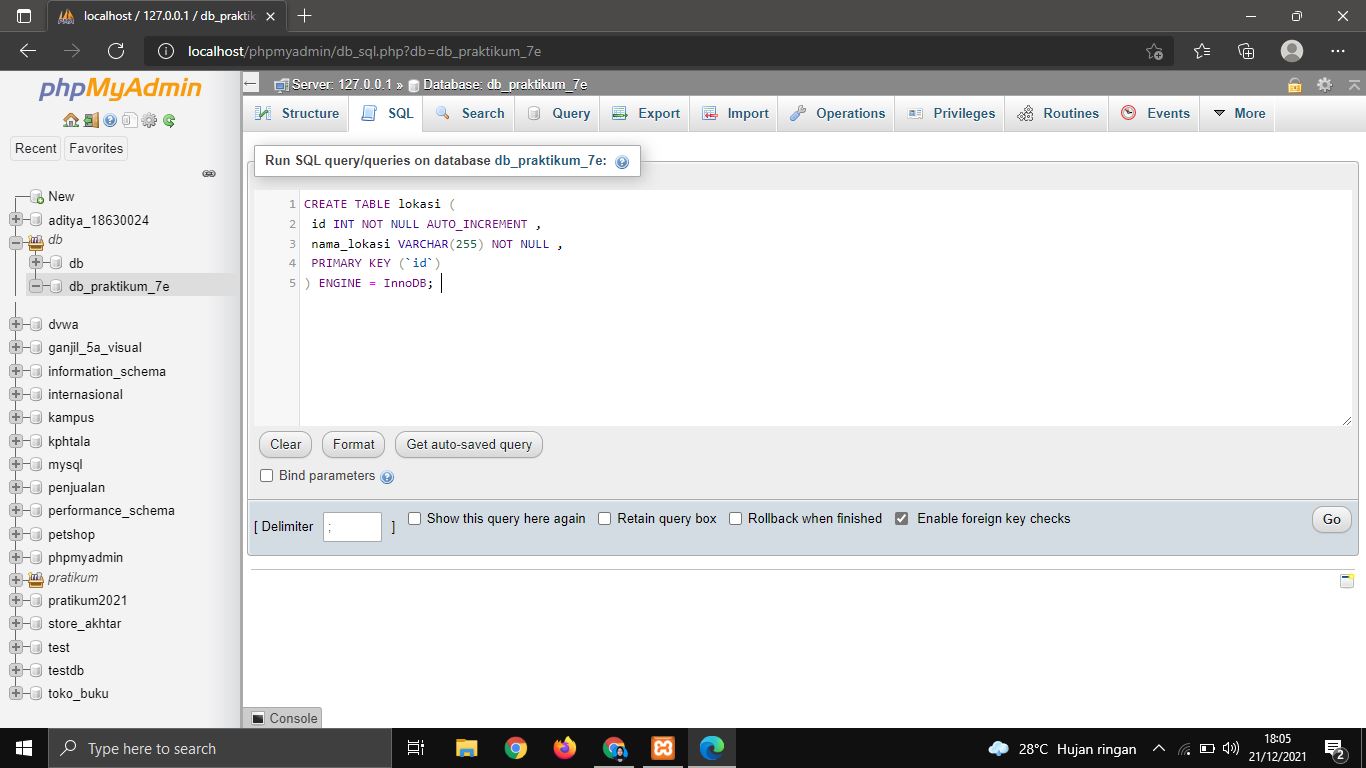 localhost / 127.0.0.1 / db_praktik
localhost/phpmyadmin/db_sql.php?db=db_praktikum_7e
phpMyAdmin
Recent Favorites
New
aditya_18630024
db
db
db_praktikum_7e
dvwa
ganjil_5a_visual
information_schema
internasional
kampus
kphtala
mysql
penjualan
performance_schema
petshop
phpmyadmin
pratikum
pratikum2021
store_akhtar
test
testdb
toko_buku
Server: 127.0.0.1 » Database: db_praktikum_7e
Structure SQL Search Query Export Import Operations Privileges Routines Events More
Run SQL query/queries on database db_praktikum_7e:
1 CREATE TABLE lokasi (
2 id INT NOT NULL AUTO_INCREMENT ,
3 nama_lokasi VARCHAR(255) NOT NULL ,
4 PRIMARY KEY (`id`)
5 ) ENGINE = InnoDB;
Clear Format Get auto-saved query
Bind parameters
[ Delimiter ; ] Show this query here again Retain query box Rollback when finished Enable foreign key checks Go
Console
Type here to search
28°C Hujan ringan
18:05
21/12/2021
2